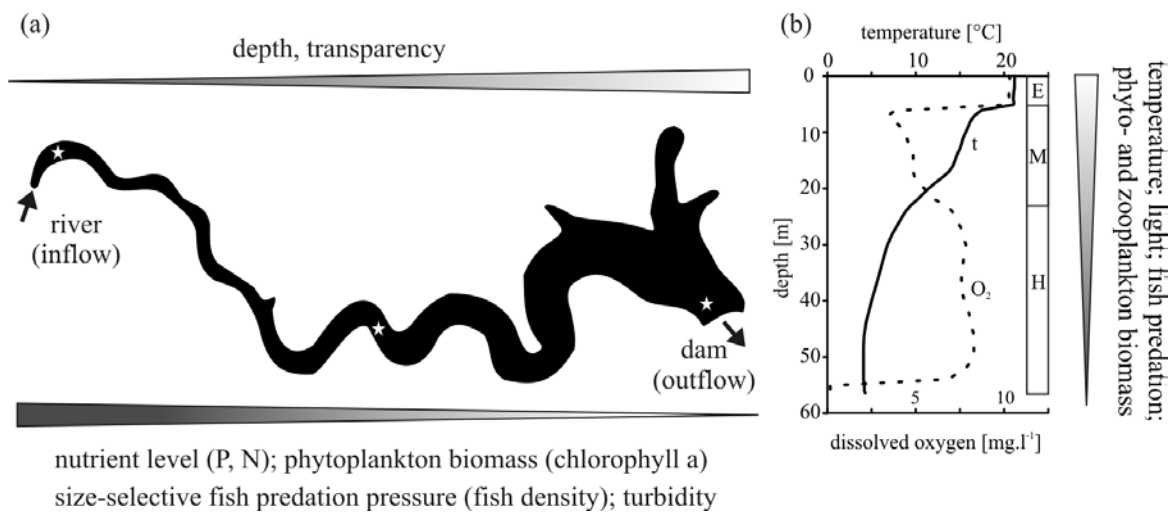 (a)
depth, transparency
river
(inflow)
dam
(outflow)
nutrient level (P, N); phytoplankton biomass (chlorophyll a)
size-selective fish predation pressure (fish density); turbidity
(b)
temperature [°C]
0 10 20
0
10
20
30
40
50
60
depth [m]
t
O₂
E
M
H
5 10
dissolved oxygen [mg.l⁻¹]
temperature; light; fish predation;
phyto- and zooplankton biomass